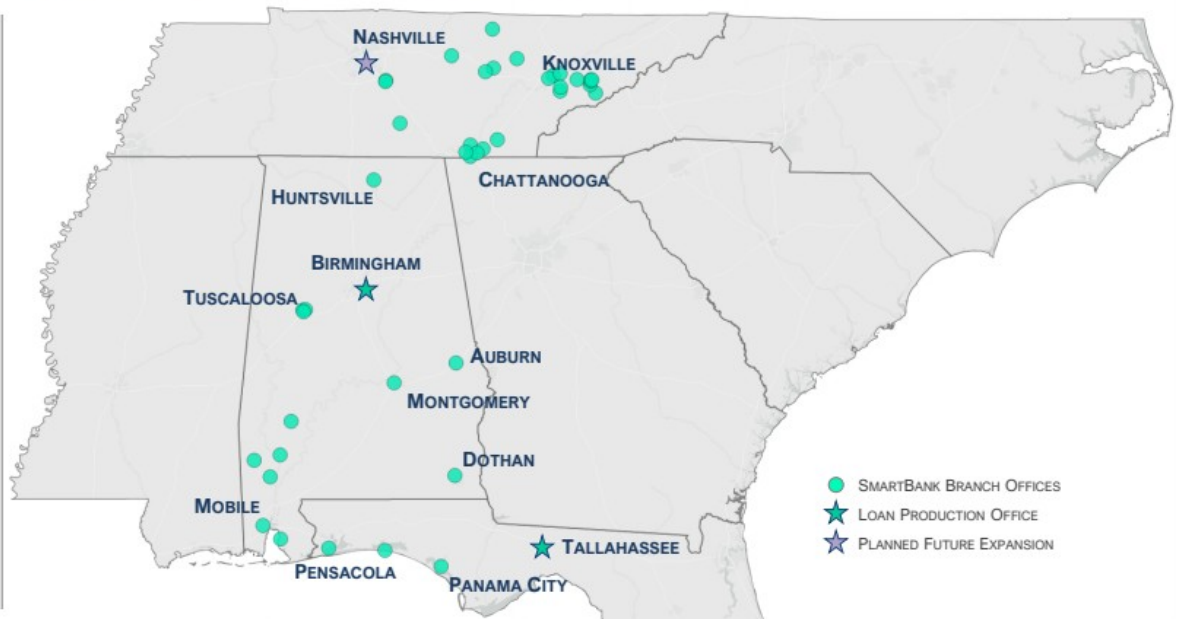 NASHVILLE
KNOXVILLE
CHATTANOOGA
HUNTSVILLE
BIRMINGHAM
TUSCALOOSA
AUBURN
MONTGOMERY
DOTHAN
MOBILE
SMARTBANK BRANCH OFFICES
LOAN PRODUCTION OFFICE
PLANNED FUTURE EXPANSION
TALLAHASSEE
PENSACOLA
PANAMA CITY